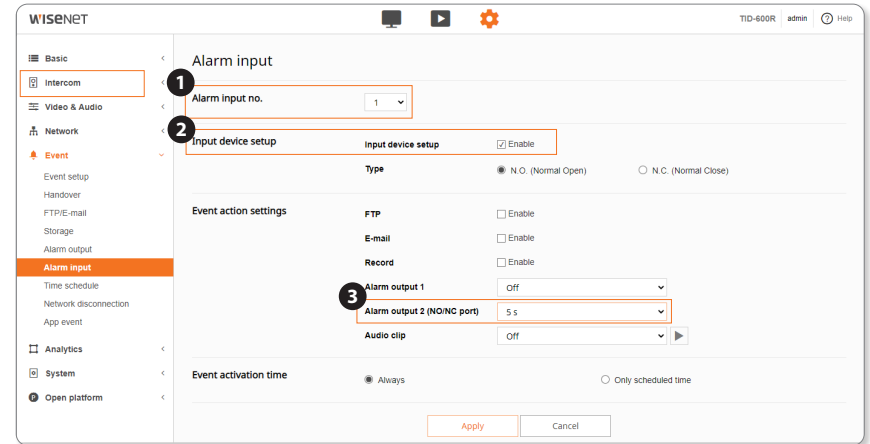 WISENET
TID-600R admin ? Help
Basic
Intercom
Video & Audio
Network
Event
Event setup
Handover
FTP/E-mail
Storage
Alarm output
Alarm input
Time schedule
Network disconnection
App event
Analytics
System
Open platform
Alarm input
1
Alarm input no. 1
2
Input device setup Input device setup Enable
Type N.O. (Normal Open) N.C. (Normal Close)
Event action settings FTP Enable
E-mail Enable
Record Enable
Alarm output 1 Off
3
Alarm output 2 (NO/NC port) 5 s
Audio clip Off
Event activation time Always Only scheduled time
Apply Cancel